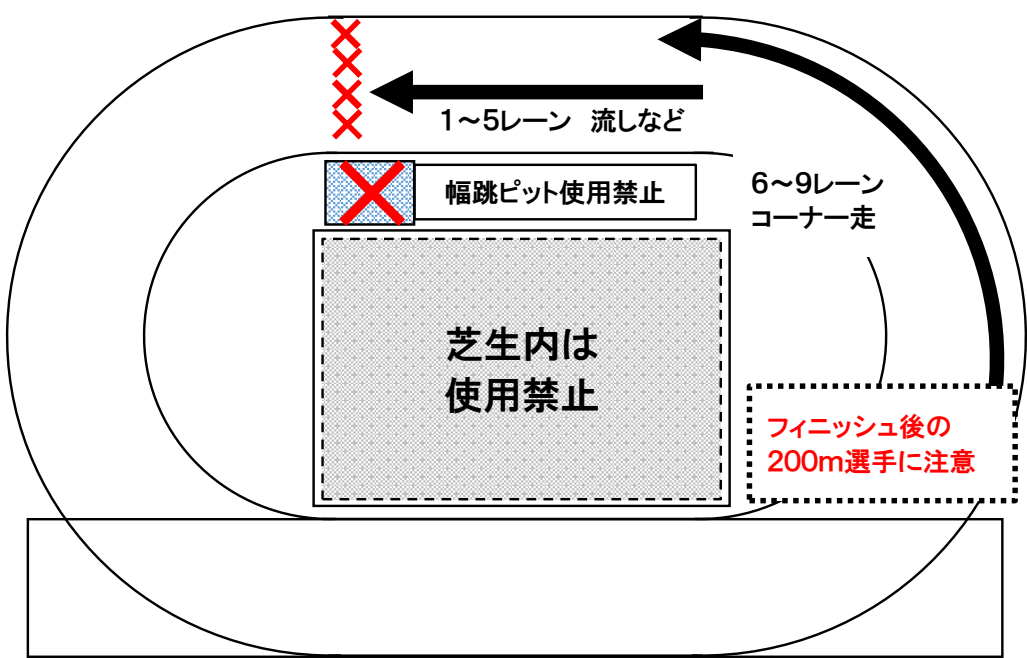 1～5レーン　流しなど
幅跳ピット使用禁止
6～9レーン
コーナー走
芝生内は
使用禁止
フィニッシュ後の
200m選手に注意